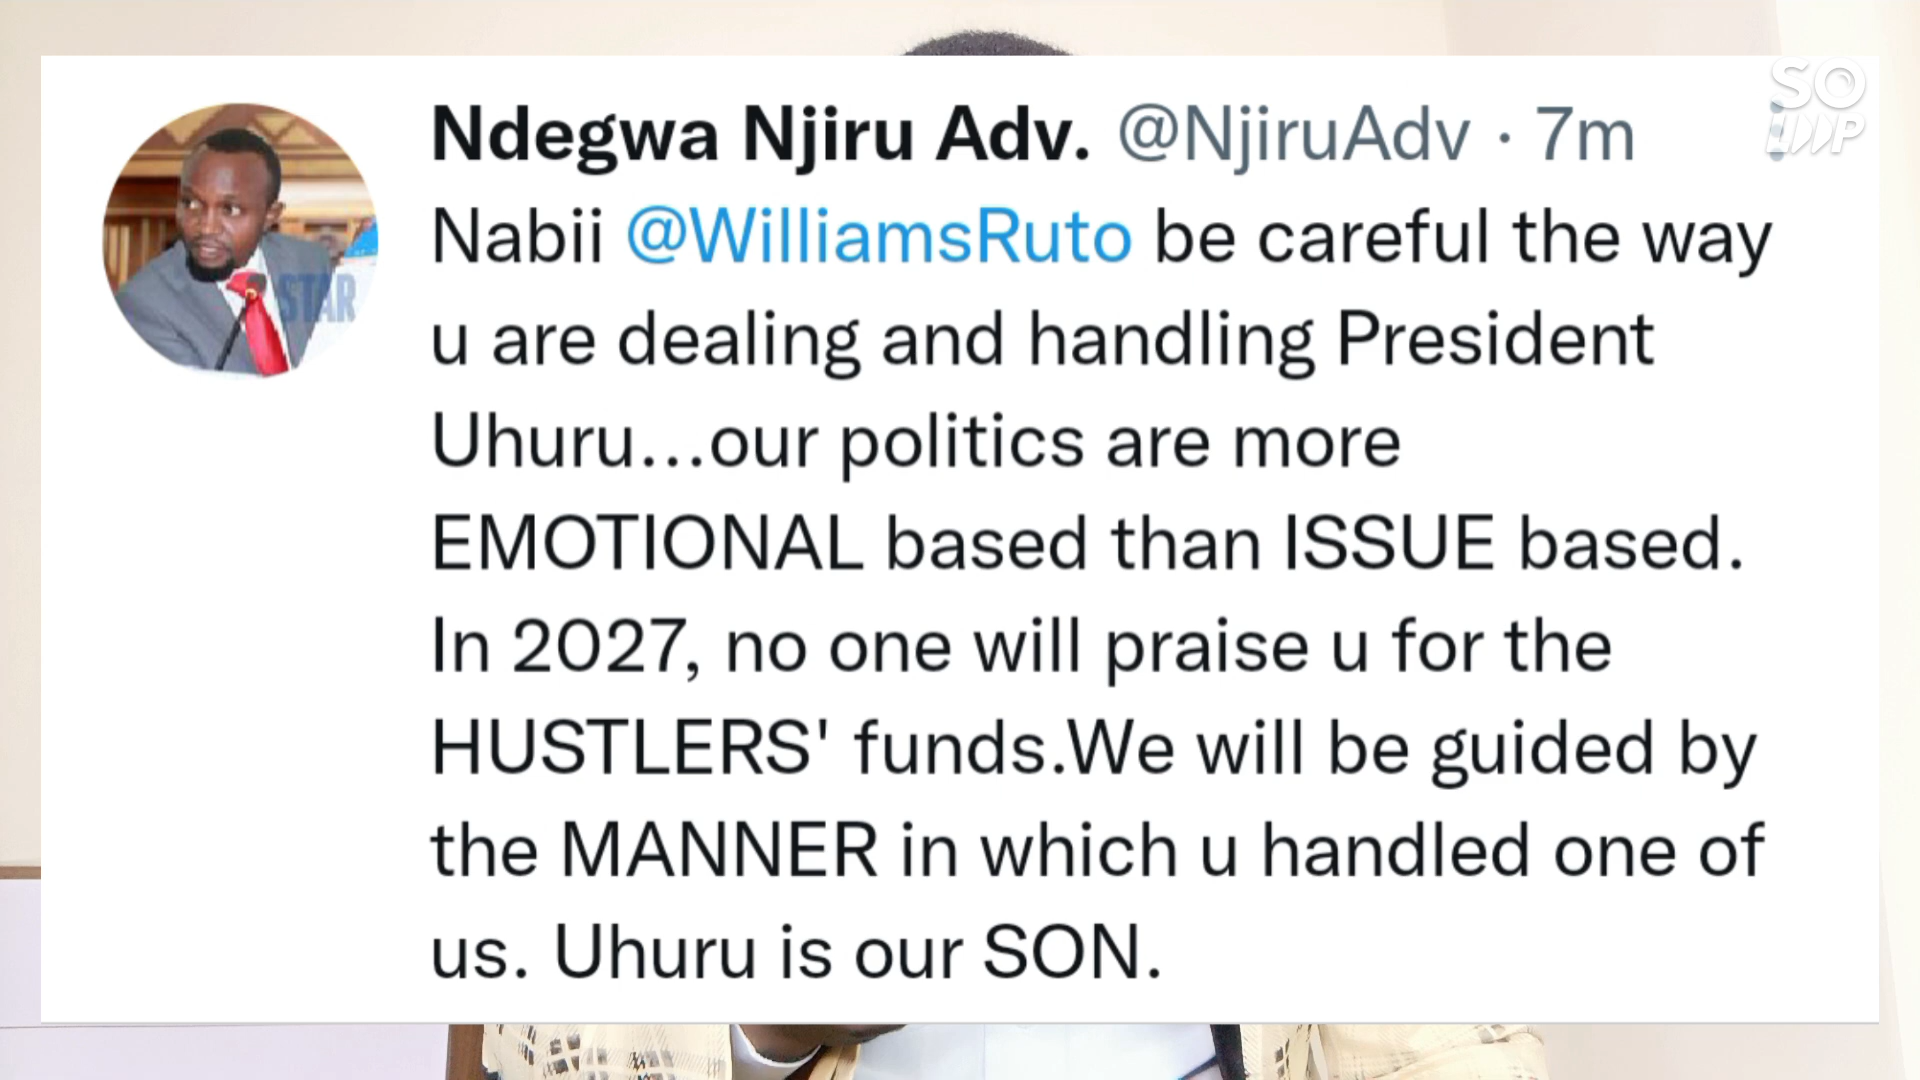 Ndegwa Njiru Adv. @NjiruAdv · 7m
Nabii @WilliamsRuto be careful the way
u are dealing and handling President
Uhuru...our politics are more
EMOTIONAL based than ISSUE based.
In 2027, no one will praise u for the
HUSTLERS' funds.We will be guided by
the MANNER in which u handled one of
us. Uhuru is our SON.
STAR